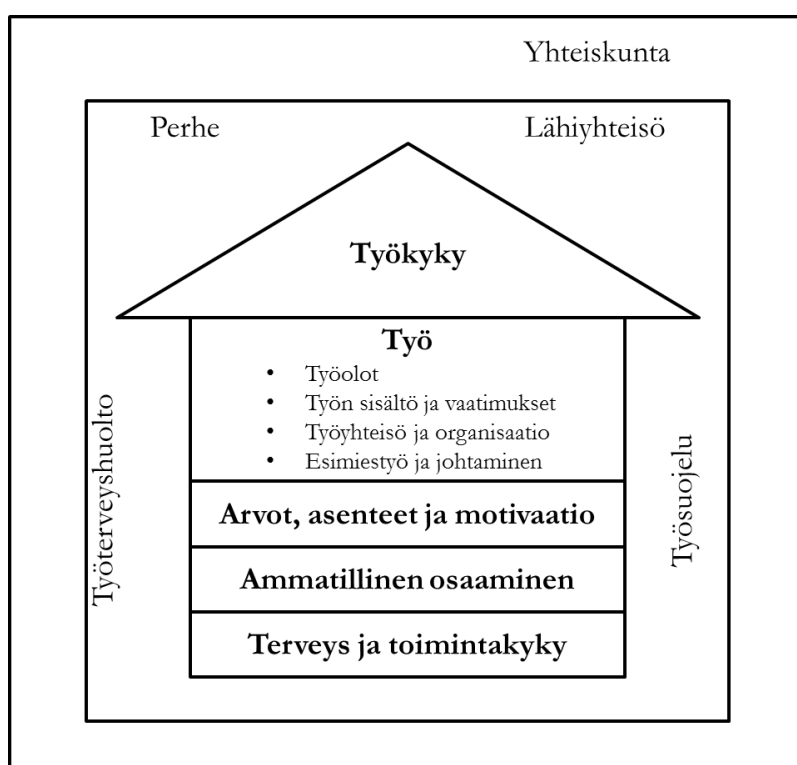 Yhteiskunta
Perhe
Lähiyhteisö
Työkyky
Työ
• Työolot
• Työn sisältö ja vaatimukset
• Työyhteisö ja organisaatio
• Esimiestyö ja johtaminen
Työterveyshuolto
Työsuojelu
Arvot, asenteet ja motivaatio
Ammatillinen osaaminen
Terveys ja toimintakyky